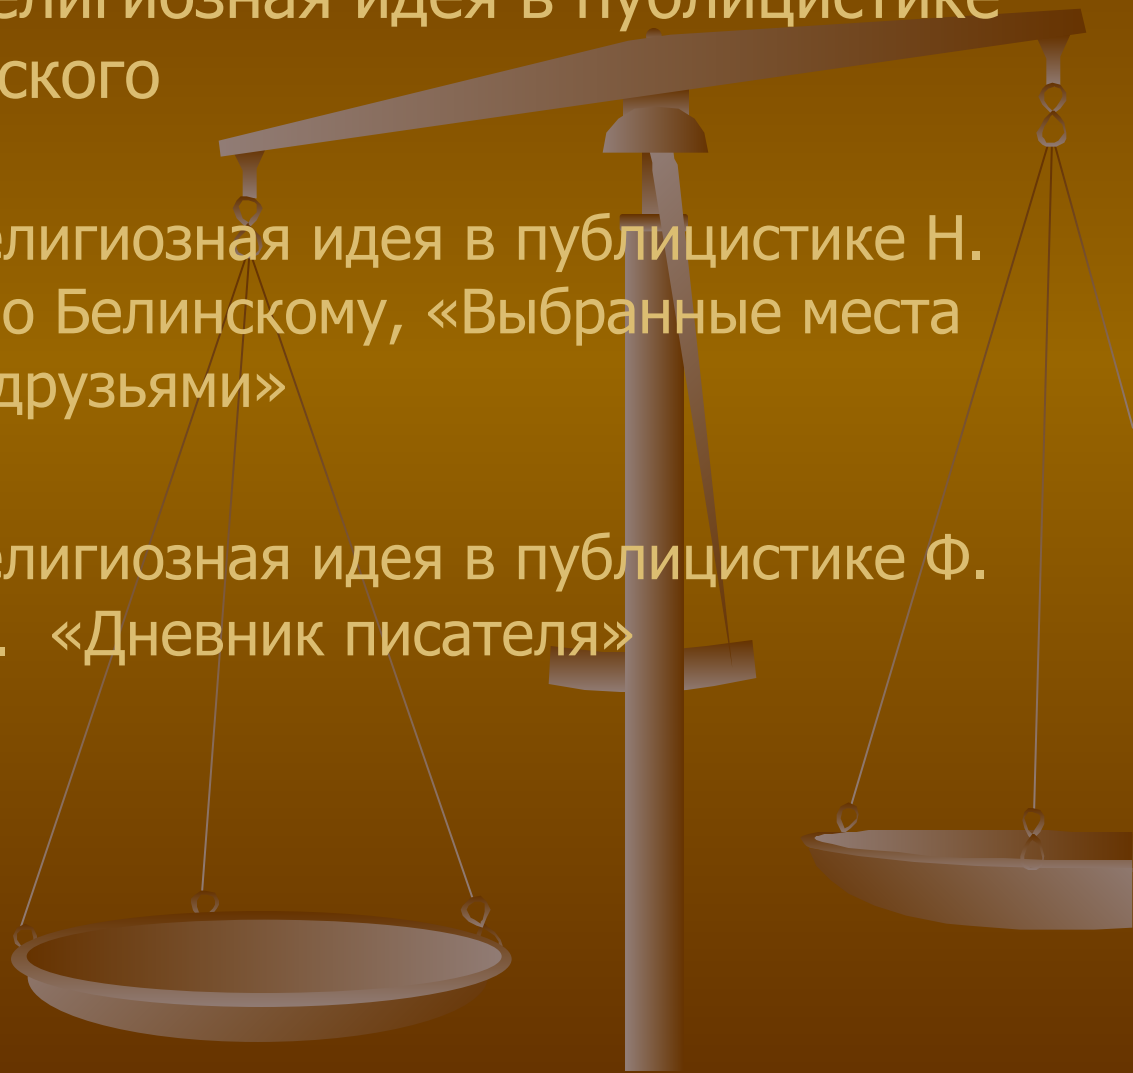 елигиозная идея в публицистике
ского
елигиозная идея в публицистике Н.
о Белинскому, «Выбранные места
друзьями»
елигиозная идея в публицистике Ф.
. «Дневник писателя»